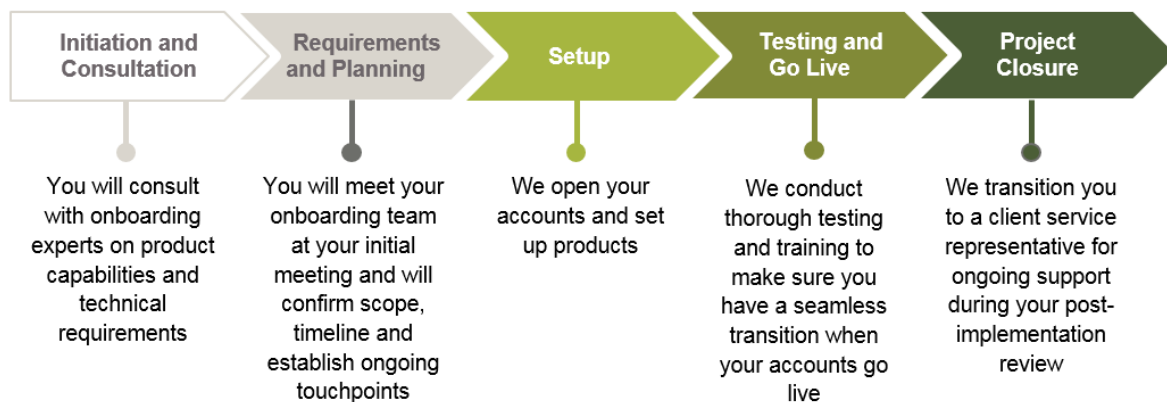 Initiation and
Consultation
Requirements
and Planning
Setup
Testing and
Go Live
Project
Closure
You will consult
with onboarding
experts on product
capabilities and
technical
requirements
You will meet your
onboarding team
at your initial
meeting and will
confirm scope,
timeline and
establish ongoing
touchpoints
We open your
accounts and set
up products
We conduct
thorough testing
and training to
make sure you
have a seamless
transition when
your accounts go
live
We transition you
to a client service
representative for
ongoing support
during your post-
implementation
review